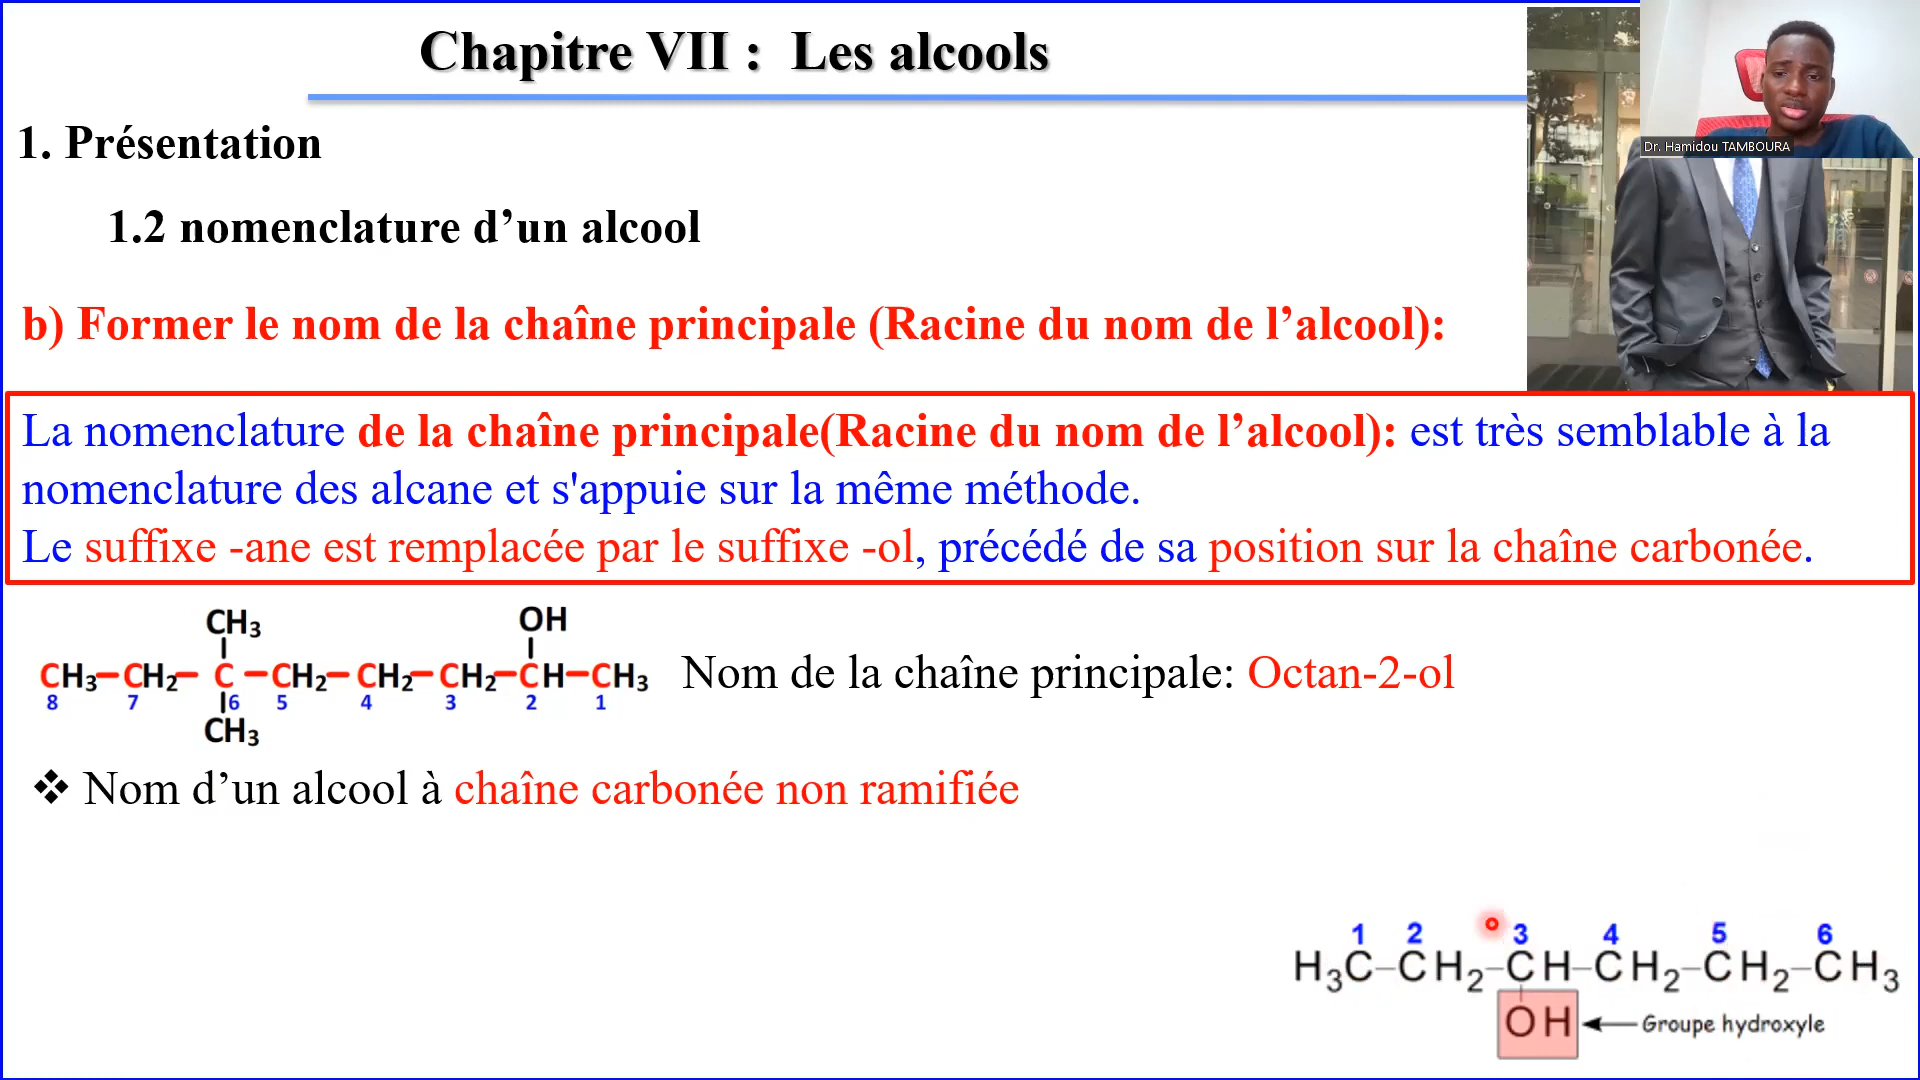 Chapitre VII :  Les alcools
Dr. Hamidou TAMBOURA
1. Présentation
1.2 nomenclature d’un alcool
b) Former le nom de la chaîne principale (Racine du nom de l’alcool):
La nomenclature de la chaîne principale(Racine du nom de l’alcool): est très semblable à la
nomenclature des alcane et s'appuie sur la même méthode.
Le suffixe -ane est remplacée par le suffixe -ol, précédé de sa position sur la chaîne carbonée.
CH₃ OH
CH₃–CH₂–C–CH₂–CH₂–CH₂–CH–CH₃
8 7 6 5 4 3 2 1
CH₃
Nom de la chaîne principale: Octan-2-ol
❖ Nom d’un alcool à chaîne carbonée non ramifiée
1 2 3 4 5 6
H₃C–CH₂–CH–CH₂–CH₂–CH₃
OH
Groupe hydroxyle